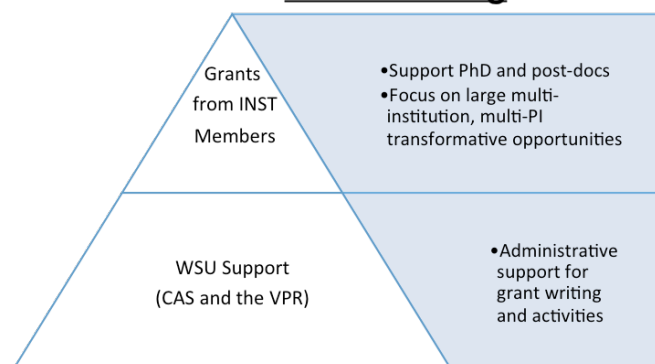 Grants
from INST
Members
•Support PhD and post-docs
•Focus on large multi-
institution, multi-PI
transformative opportunities
WSU Support
(CAS and the VPR)
•Administrative
support for
grant writing
and activities